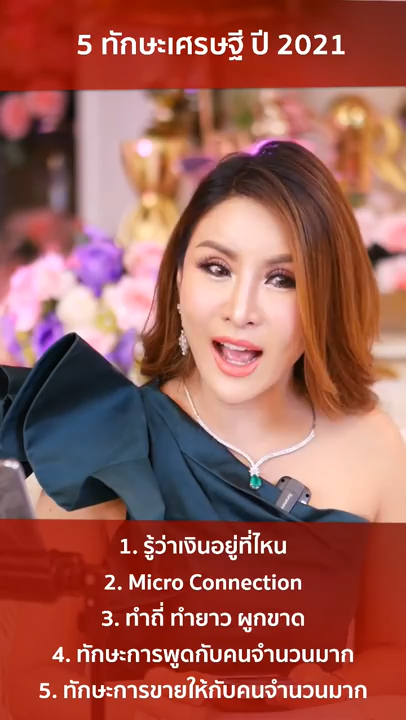 5 ทักษะเศรษฐี ปี 2021
1. รู้ว่าเงินอยู่ที่ไหน
2. Micro Connection
3. ทำถี่ ทำยาว ผูกขาด
4. ทักษะการพูดกับคนจำนวนมาก
5. ทักษะการขายให้กับคนจำนวนมาก